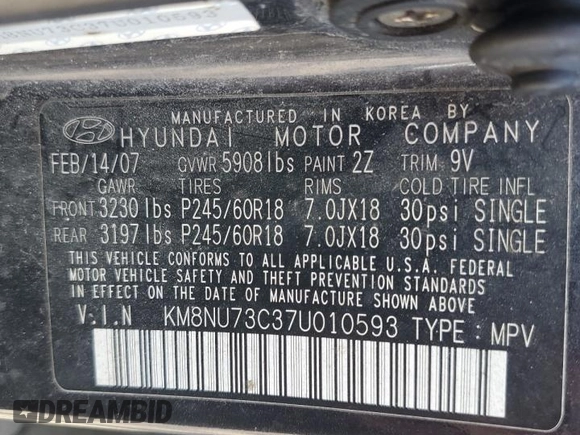 MANUFACTURED IN KOREA BY
HYUNDAI MOTOR COMPANY
FEB/14/07 GVWR 5908lbs PAINT 2Z TRIM 9V
GAWR TIRES RIMS COLD TIRE INFL
FRONT 3230lbs P245/60R18 7.0JX18 30psi SINGLE
REAR 3197lbs P245/60R18 7.0JX18 30psi SINGLE
THIS VEHICLE CONFORMS TO ALL APPLICABLE U.S.A. FEDERAL
MOTOR VEHICLE SAFETY AND THEFT PREVENTION STANDARDS
IN EFFECT ON THE DATE OF MANUFACTURE SHOWN ABOVE.
V:I.N KM8NU73C37U010593 TYPE: MPV
DREAMBID